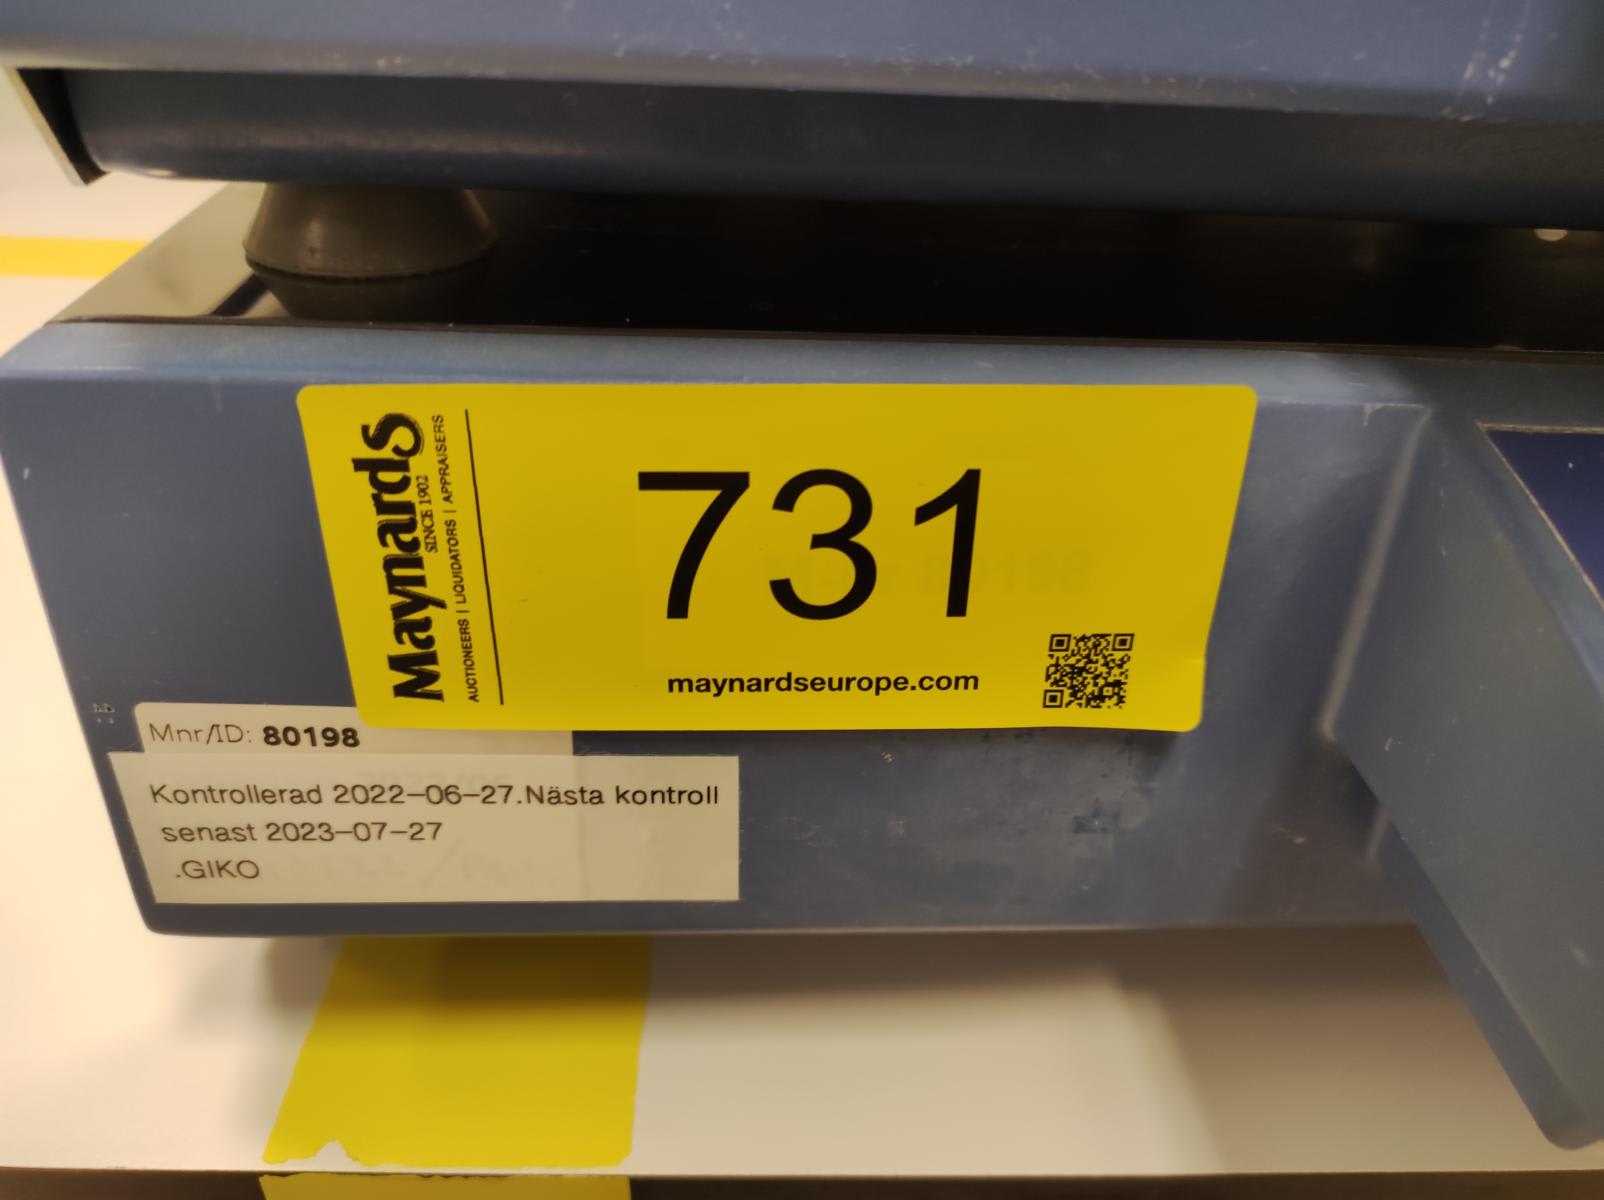 Maynards
SINCE 1902
AUCTIONEERS | LIQUIDATORS | APPRAISERS
731
maynardseurope.com
Mnr/ID: 80198
Kontrollerad 2022-06-27.Nästa kontroll
senast 2023-07-27
.GIKO